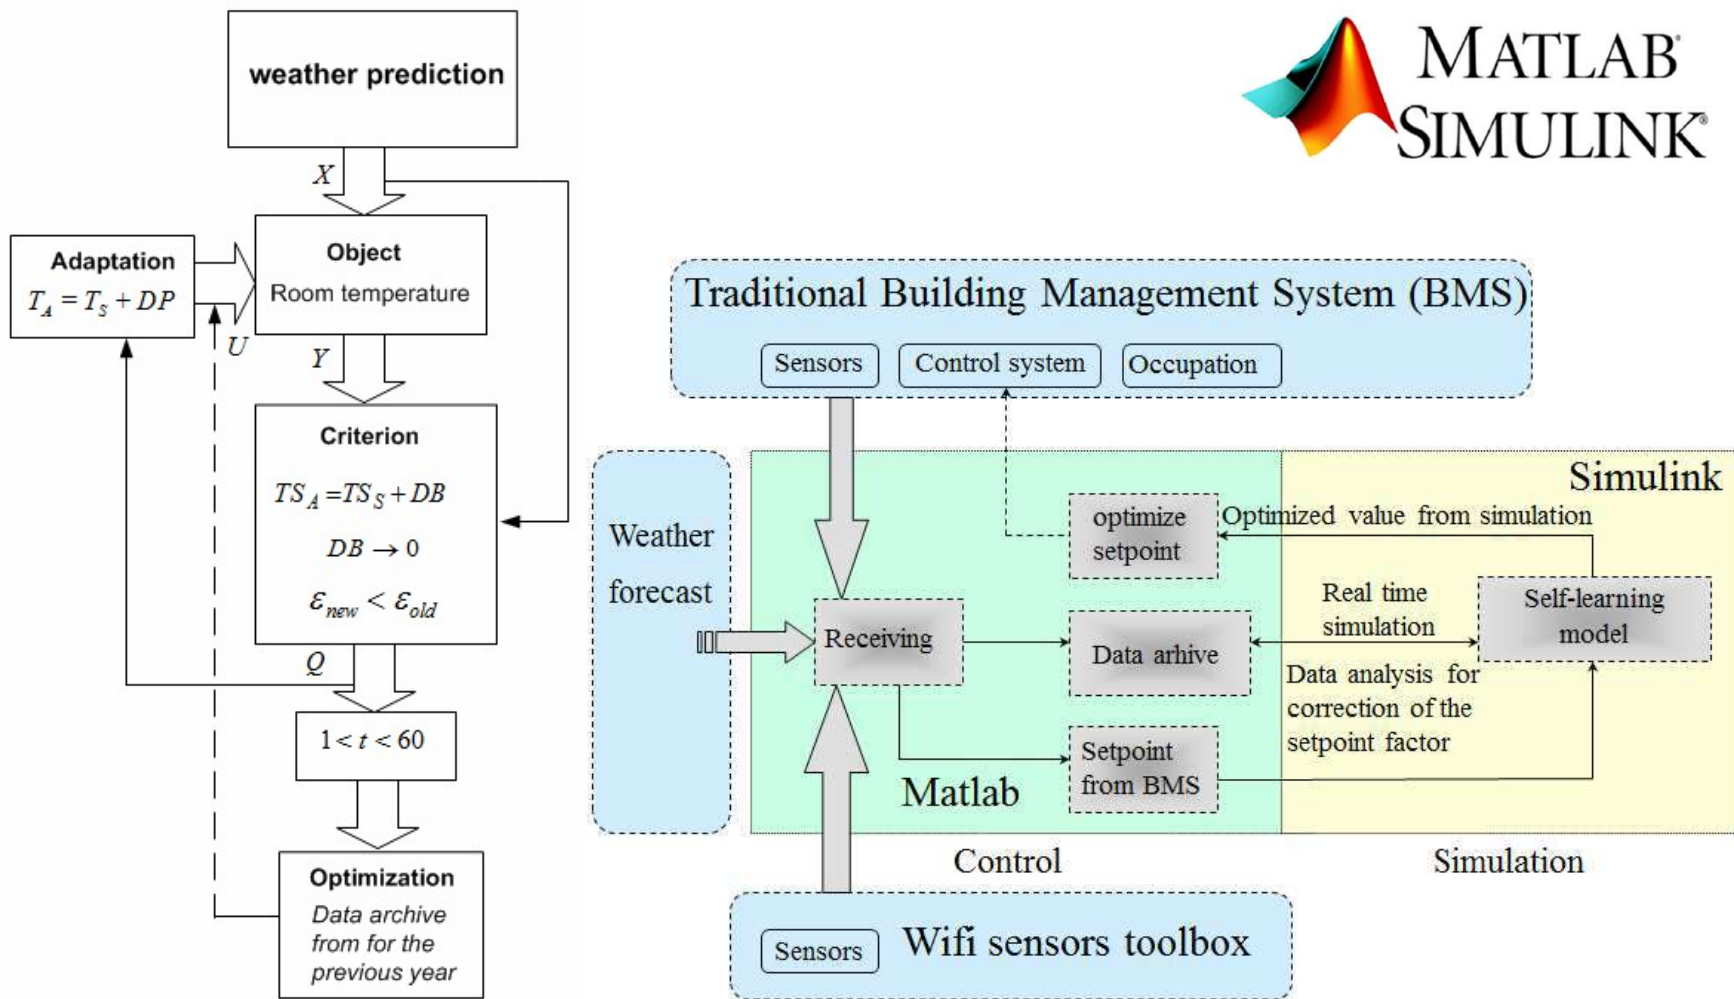 weather prediction
X
Object
Room temperature
Adaptation
T_A = T_S + DP
U
Y
Criterion
TS_A =TS_S + DB
DB → 0
ε_new < ε_old
Q
1 < t < 60
Optimization
Data archive
from for the
previous year
MATLAB®
SIMULINK®
Traditional Building Management System (BMS)
Sensors
Control system
Occupation
Weather
forecast
Simulink
optimize
setpoint
Optimized value from simulation
Receiving
Data arhive
Real time
simulation
Self-learning
model
Data analysis for
correction of the
setpoint factor
Setpoint
from BMS
Matlab
Control
Simulation
Sensors
Wifi sensors toolbox